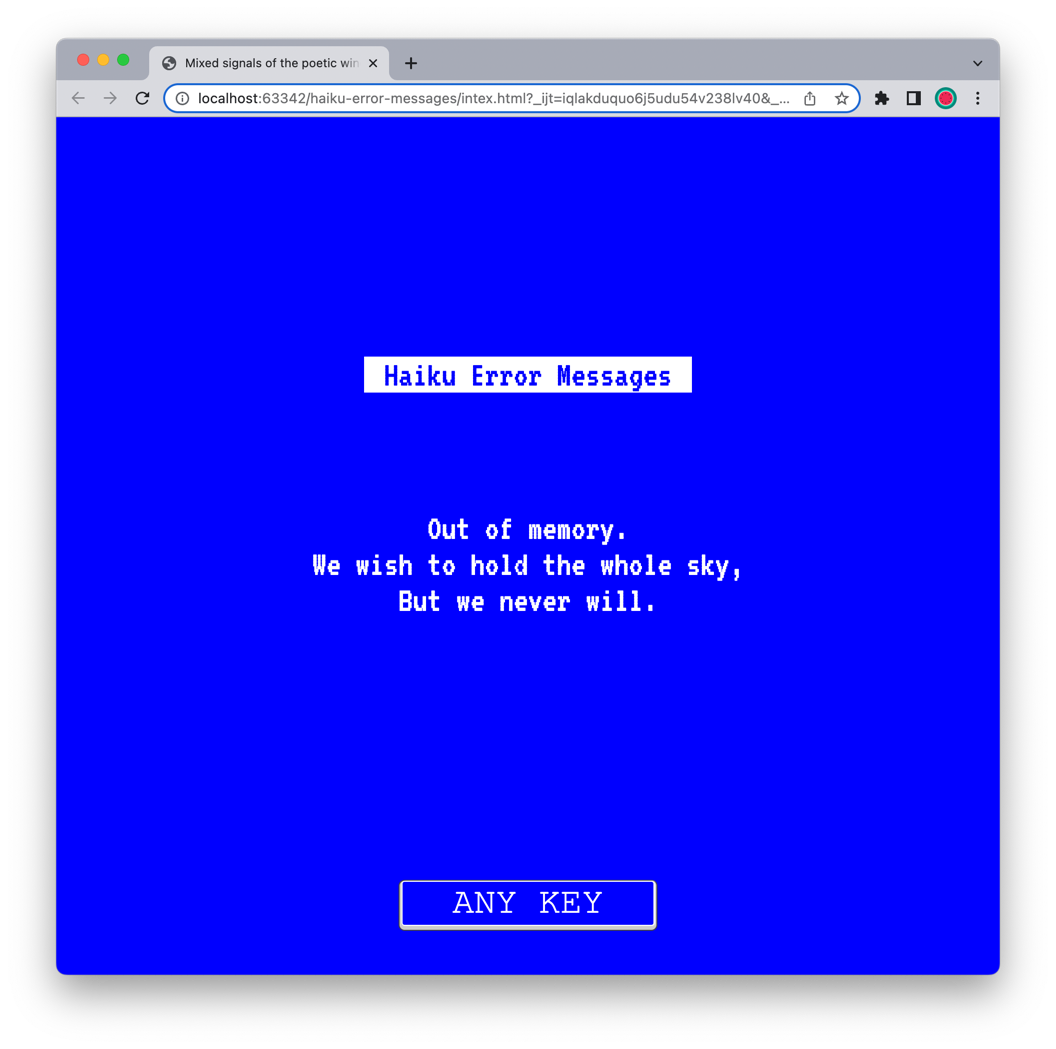 Mixed signals of the poetic win
localhost:63342/haiku-error-messages/intex.html?_ijt=iqlakduquo6j5udu54v238lv40&_...
Haiku Error Messages
Out of memory.
We wish to hold the whole sky,
But we never will.
ANY KEY